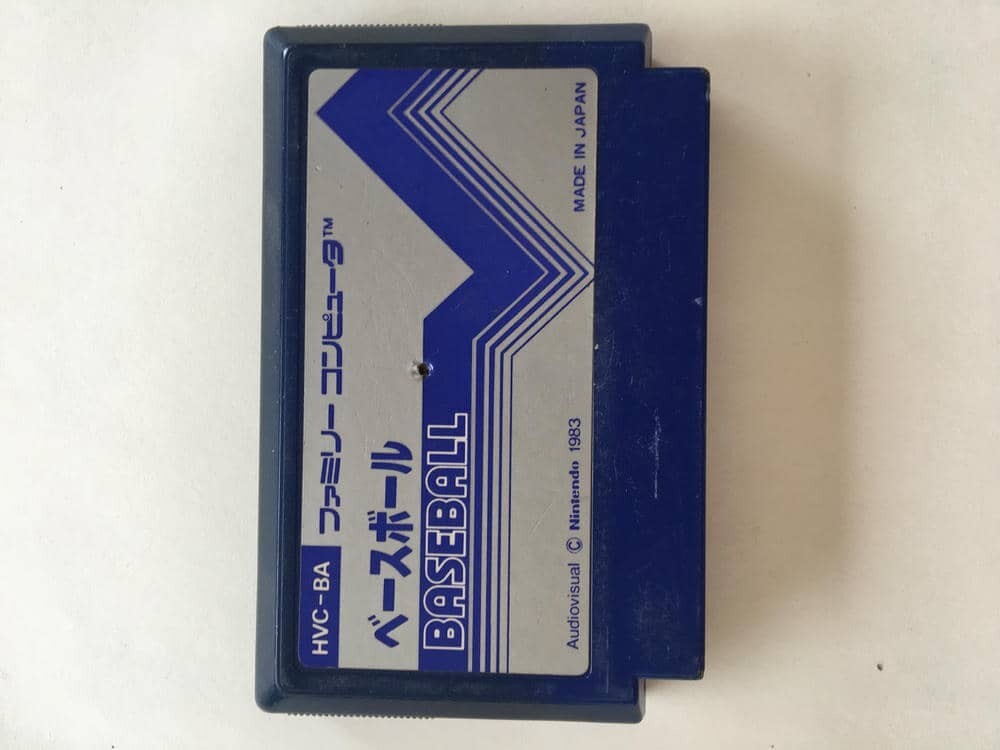 HVC-BA ファミリー コンピュータ™
ベースボール
BASEBALL
Audiovisual © Nintendo 1983
MADE IN JAPAN